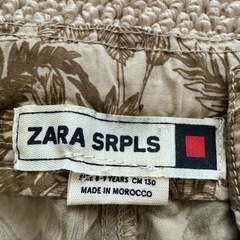 ZARA SRPLS
SIZE 8-9 YEARS CM 130
MADE IN MOROCCO